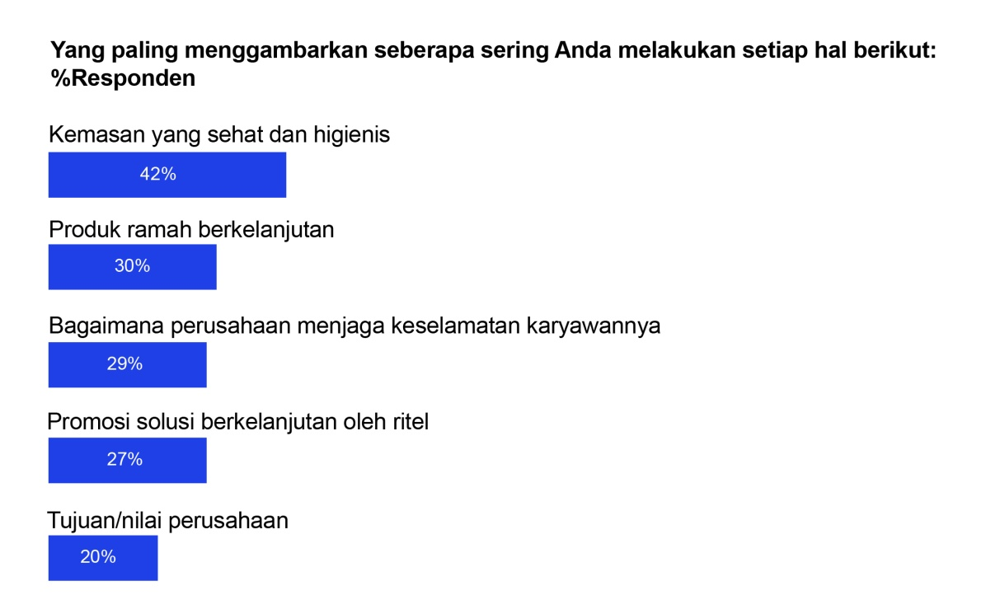 Yang paling menggambarkan seberapa sering Anda melakukan setiap hal berikut:
%Responden
Kemasan yang sehat dan higienis
42%
Produk ramah berkelanjutan
30%
Bagaimana perusahaan menjaga keselamatan karyawannya
29%
Promosi solusi berkelanjutan oleh ritel
27%
Tujuan/nilai perusahaan
20%